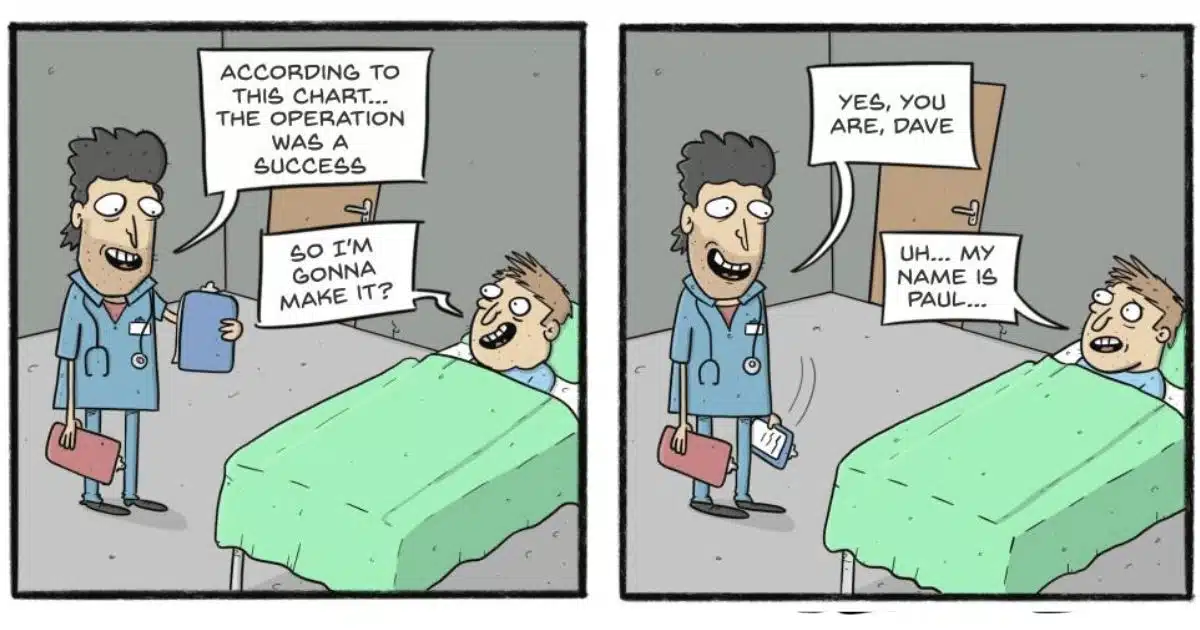 ACCORDING TO
THIS CHART...
THE OPERATION
WAS A
SUCCESS
SO I'M
GONNA
MAKE IT?
YES, YOU
ARE, DAVE
UH... MY
NAME IS
PAUL...